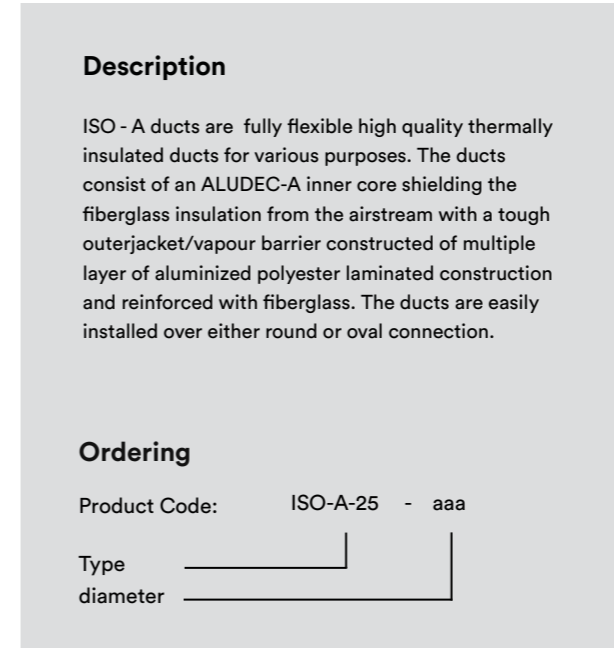 Description
ISO - A ducts are  fully flexible high quality thermally
insulated ducts for various purposes. The ducts
consist of an ALUDEC-A inner core shielding the
fiberglass insulation from the airstream with a tough
outerjacket/vapour barrier constructed of multiple
layer of aluminized polyester laminated construction
and reinforced with fiberglass. The ducts are easily
installed over either round or oval connection.
Ordering
Product Code: ISO-A-25 - aaa
Type
diameter